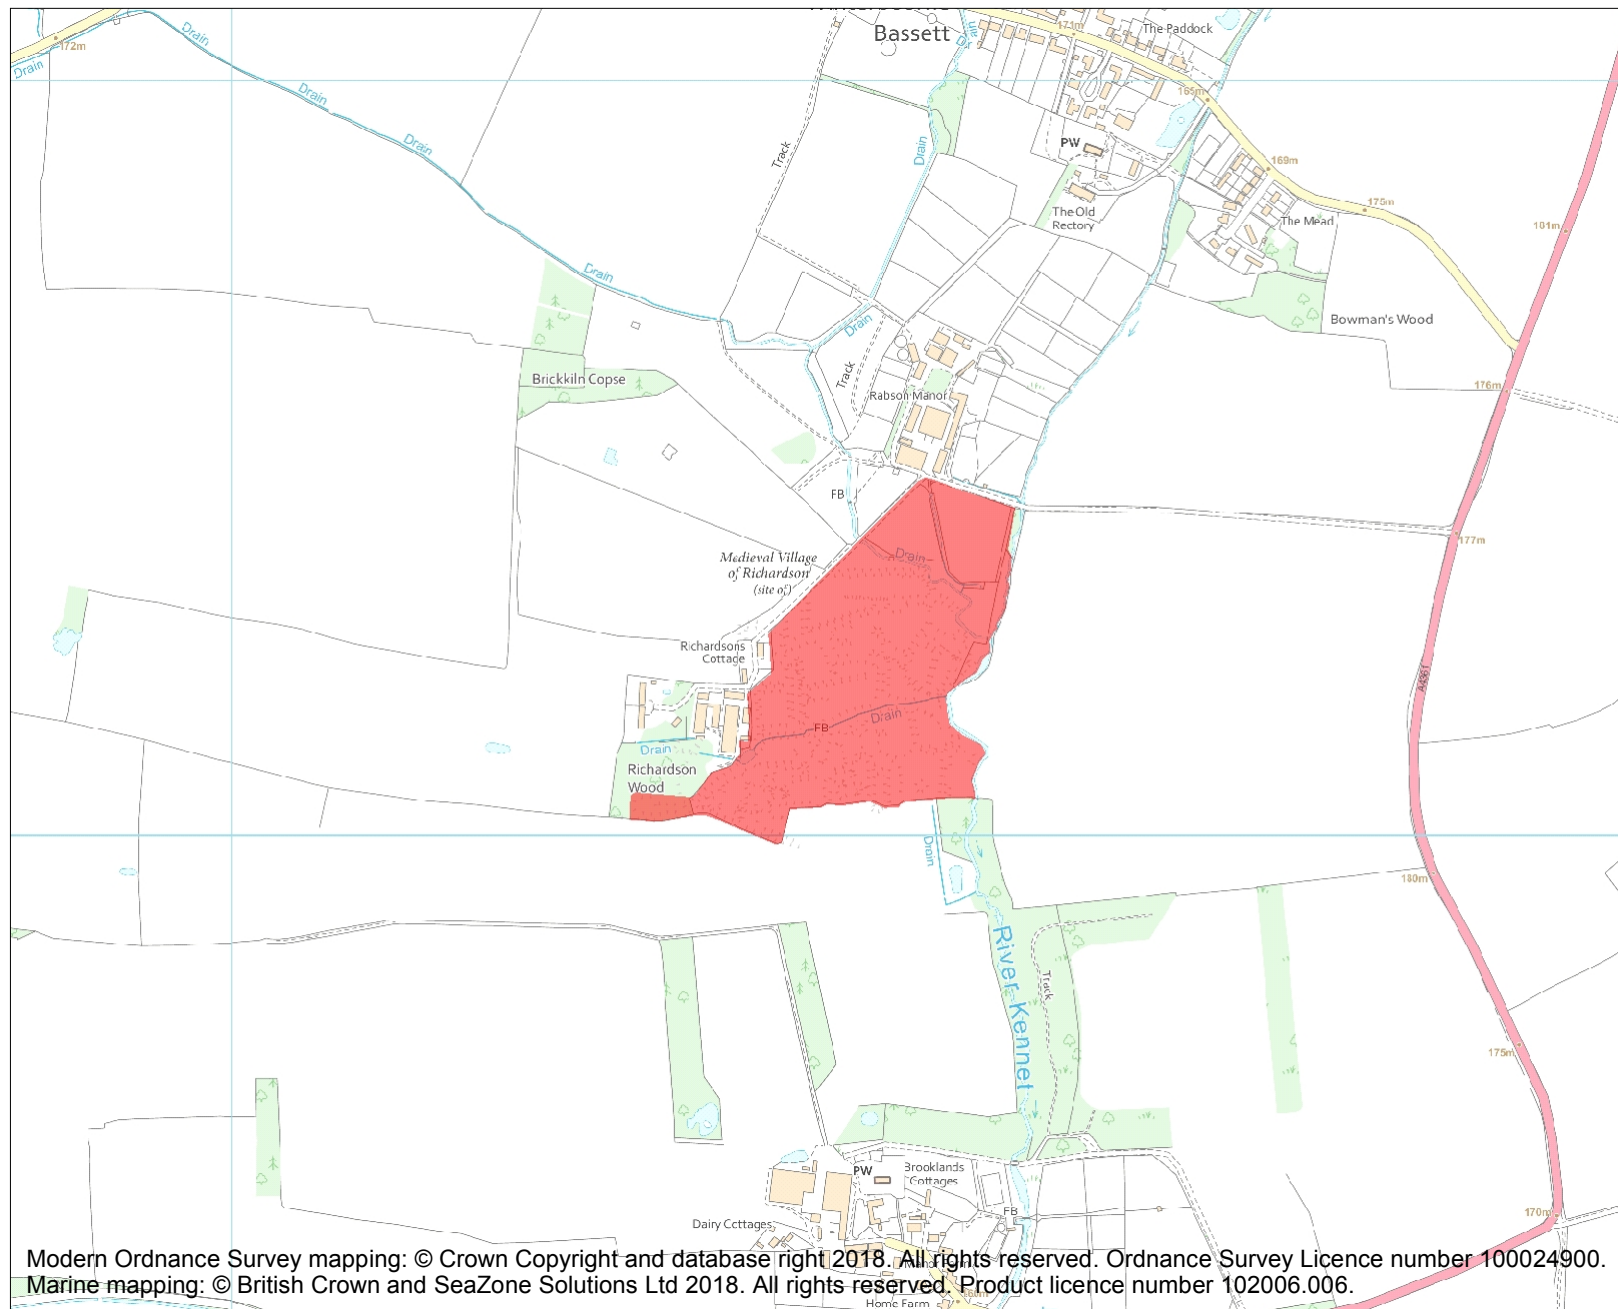 Bassett
Drain
171m
The Paddock
172m
Drain
Drain
Drain
165m
Drain
Drain
Track
PW
169m
The Old
Rectory
175m
The Mead
101m
Drain
Drain
Bowman's Wood
Brickkiln Copse
Track
Rabson Manor
176m
FB
177m
Medieval Village
of Richardson
(site of)
Drain
Richardsons
Cottage
A4361
FB
Drain
Drain
Richardson
Wood
Drain
180m
River Kennet
Track
175m
PW
Brooklands
Cottages
Dairy Cottages
FB
170m
Modern Ordnance Survey mapping: © Crown Copyright and database right 2018. All rights reserved. Ordnance Survey Licence number 100024900.
Marine mapping: © British Crown and SeaZone Solutions Ltd 2018. All rights reserved. Product licence number 102006.006.
Home Farm